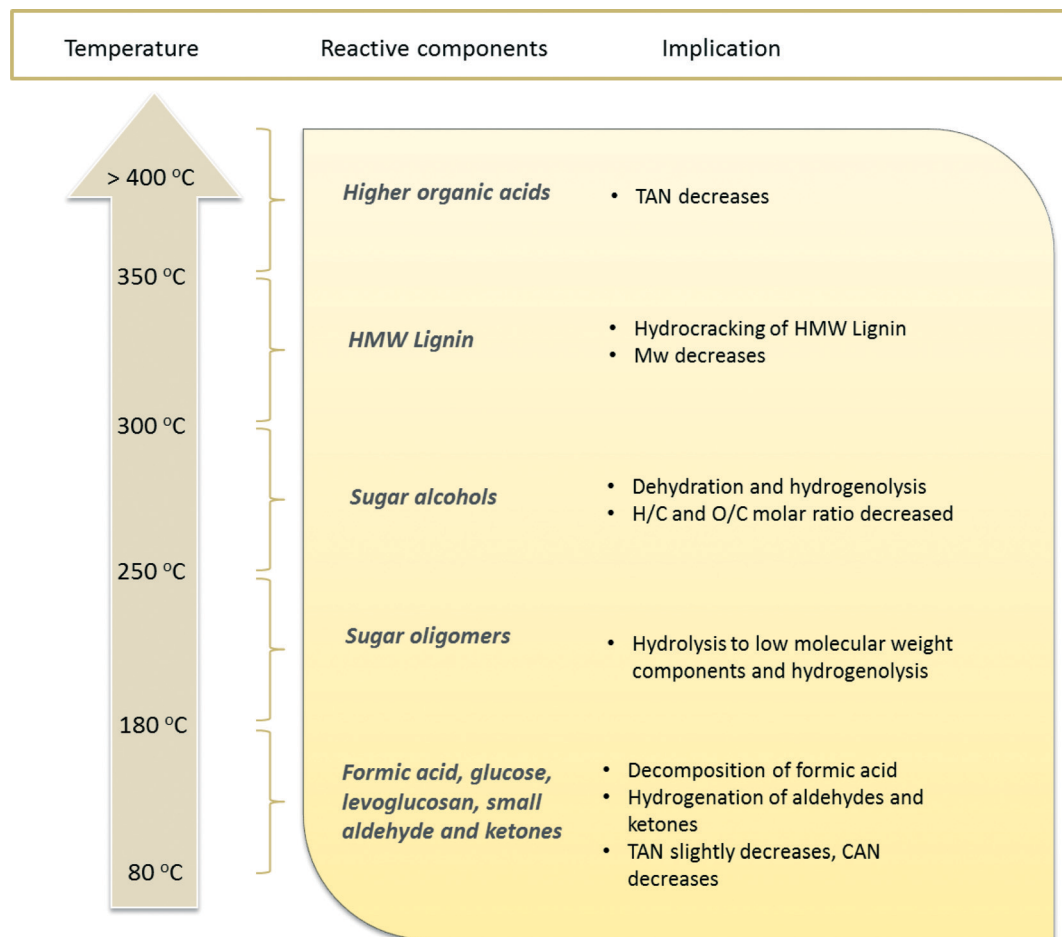 Temperature Reactive components Implication
> 400 °C
Higher organic acids
• TAN decreases
350 °C
HMW Lignin
• Hydrocracking of HMW Lignin
• Mw decreases
300 °C
Sugar alcohols
• Dehydration and hydrogenolysis
• H/C and O/C molar ratio decreased
250 °C
Sugar oligomers
• Hydrolysis to low molecular weight
components and hydrogenolysis
180 °C
Formic acid, glucose,
levoglucosan, small
aldehyde and ketones
• Decomposition of formic acid
• Hydrogenation of aldehydes and
ketones
• TAN slightly decreases, CAN
decreases
80 °C